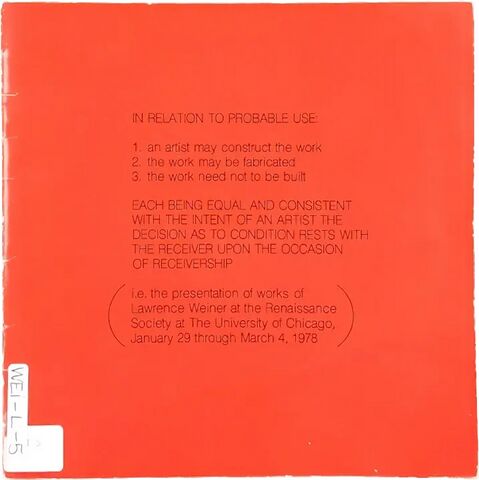 IN RELATION TO PROBABLE USE:
1. an artist may construct the work
2. the work may be fabricated
3. the work need not to be built
EACH BEING EQUAL AND CONSISTENT
WITH THE INTENT OF AN ARTIST THE
DECISION AS TO CONDITION RESTS WITH
THE RECEIVER UPON THE OCCASION
OF RECEIVERSHIP
(i.e. the presentation of works of
Lawrence Weiner at the Renaissance
Society at The University of Chicago,
January 29 through March 4, 1978)
WEI-L-5